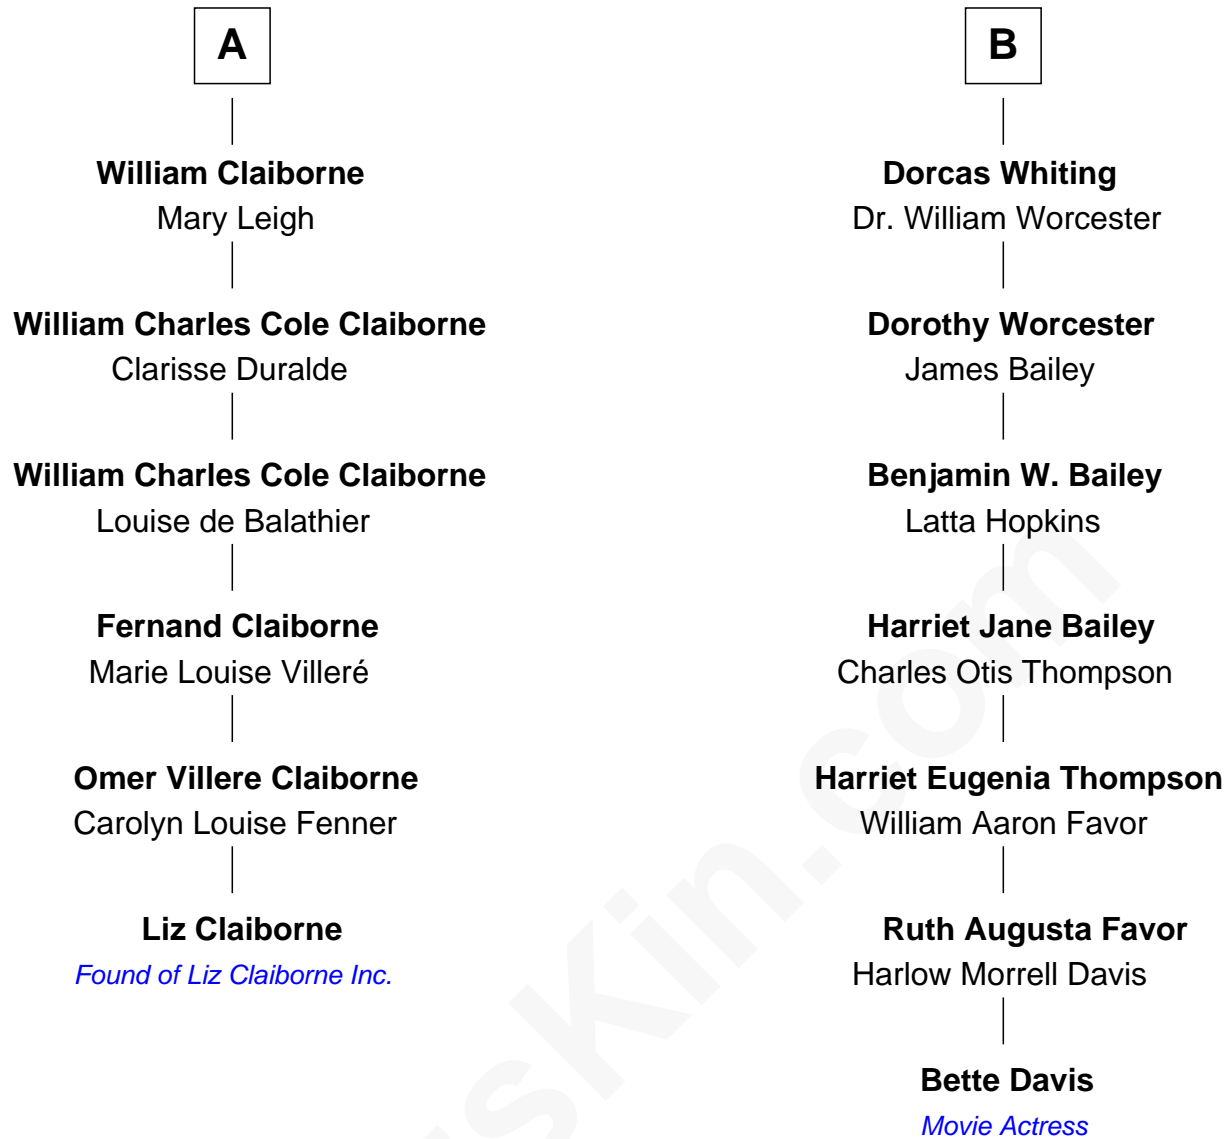 A
William Claiborne
Mary Leigh
William Charles Cole Claiborne
Clarisse Duralde
William Charles Cole Claiborne
Louise de Balathier
Fernand Claiborne
Marie Louise Villeré
Omer Villere Claiborne
Carolyn Louise Fenner
Liz Claiborne
Found of Liz Claiborne Inc.
B
Dorcas Whiting
Dr. William Worcester
Dorothy Worcester
James Bailey
Benjamin W. Bailey
Latta Hopkins
Harriet Jane Bailey
Charles Otis Thompson
Harriet Eugenia Thompson
William Aaron Favor
Ruth Augusta Favor
Harlow Morrell Davis
Bette Davis
Movie Actress
sKin.com